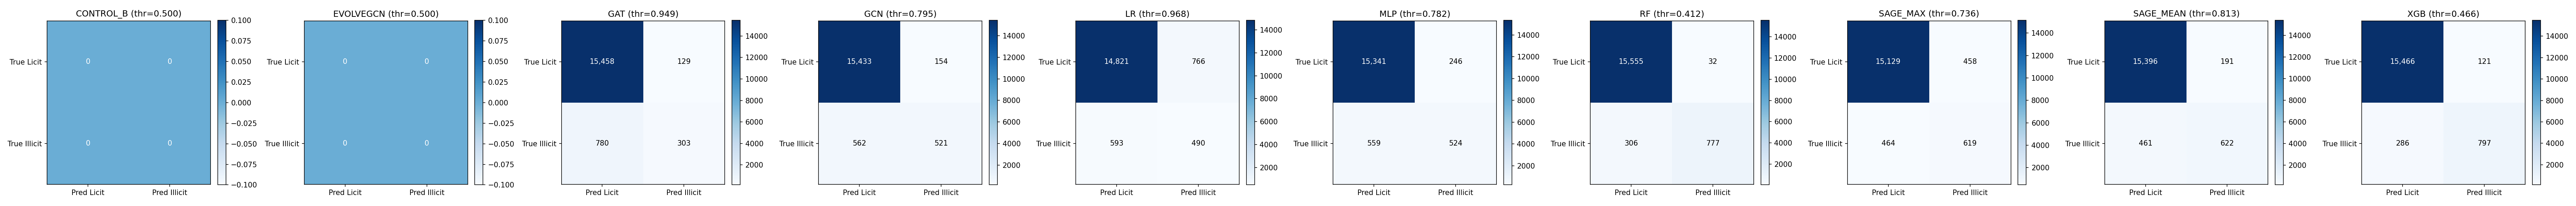 CONTROL_B (thr=0.500)
True Licit
0
0
True Illicit
0
0
Pred Licit
Pred Illicit
0.100
0.075
0.050
0.025
0.000
−0.025
−0.050
−0.075
−0.100
EVOLVEGCN (thr=0.500)
True Licit
0
0
True Illicit
0
0
Pred Licit
Pred Illicit
0.100
0.075
0.050
0.025
0.000
−0.025
−0.050
−0.075
−0.100
GAT (thr=0.949)
True Licit
15,458
129
True Illicit
780
303
Pred Licit
Pred Illicit
14000
12000
10000
8000
6000
4000
2000
GCN (thr=0.795)
True Licit
15,433
154
True Illicit
562
521
Pred Licit
Pred Illicit
14000
12000
10000
8000
6000
4000
2000
LR (thr=0.968)
True Licit
14,821
766
True Illicit
593
490
Pred Licit
Pred Illicit
14000
12000
10000
8000
6000
4000
2000
MLP (thr=0.782)
True Licit
15,341
246
True Illicit
559
524
Pred Licit
Pred Illicit
14000
12000
10000
8000
6000
4000
2000
RF (thr=0.412)
True Licit
15,555
32
True Illicit
306
777
Pred Licit
Pred Illicit
14000
12000
10000
8000
6000
4000
2000
SAGE_MAX (thr=0.736)
True Licit
15,129
458
True Illicit
464
619
Pred Licit
Pred Illicit
14000
12000
10000
8000
6000
4000
2000
SAGE_MEAN (thr=0.813)
True Licit
15,396
191
True Illicit
461
622
Pred Licit
Pred Illicit
14000
12000
10000
8000
6000
4000
2000
XGB (thr=0.466)
True Licit
15,466
121
True Illicit
286
797
Pred Licit
Pred Illicit
14000
12000
10000
8000
6000
4000
2000